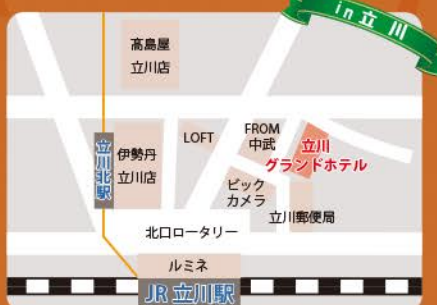 in 立川
髙島屋
立川店
立川北駅
伊勢丹
立川店
LOFT
FROM
中武
立川
グランドホテル
ビック
カメラ
立川郵便局
北口ロータリー
ルミネ
JR 立川駅